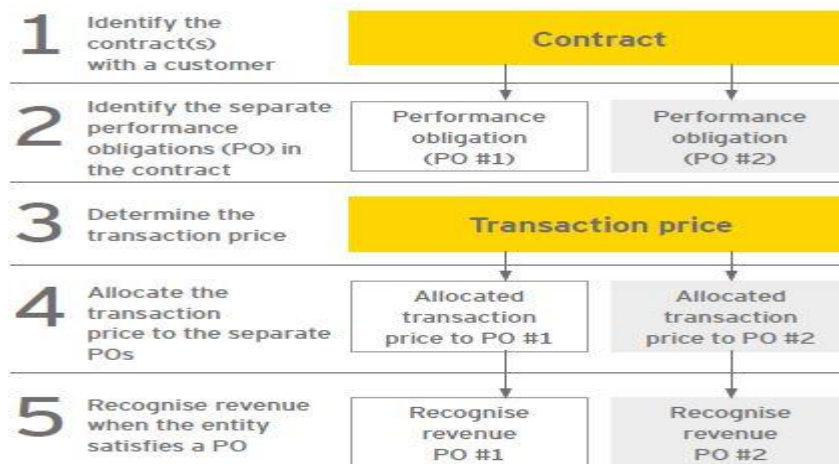 1
Identify the
contract(s)
with a customer
Contract
2
Identify the separate
performance
obligations (PO) in
the contract
Performance
obligation
(PO #1)
Performance
obligation
(PO #2)
3
Determine the
transaction price
Transaction price
4
Allocate the
transaction
price to the separate
POs
Allocated
transaction
price to PO #1
Allocated
transaction
price to PO #2
5
Recognise revenue
when the entity
satisfies a PO
Recognise
revenue
PO #1
Recognise
revenue
PO #2